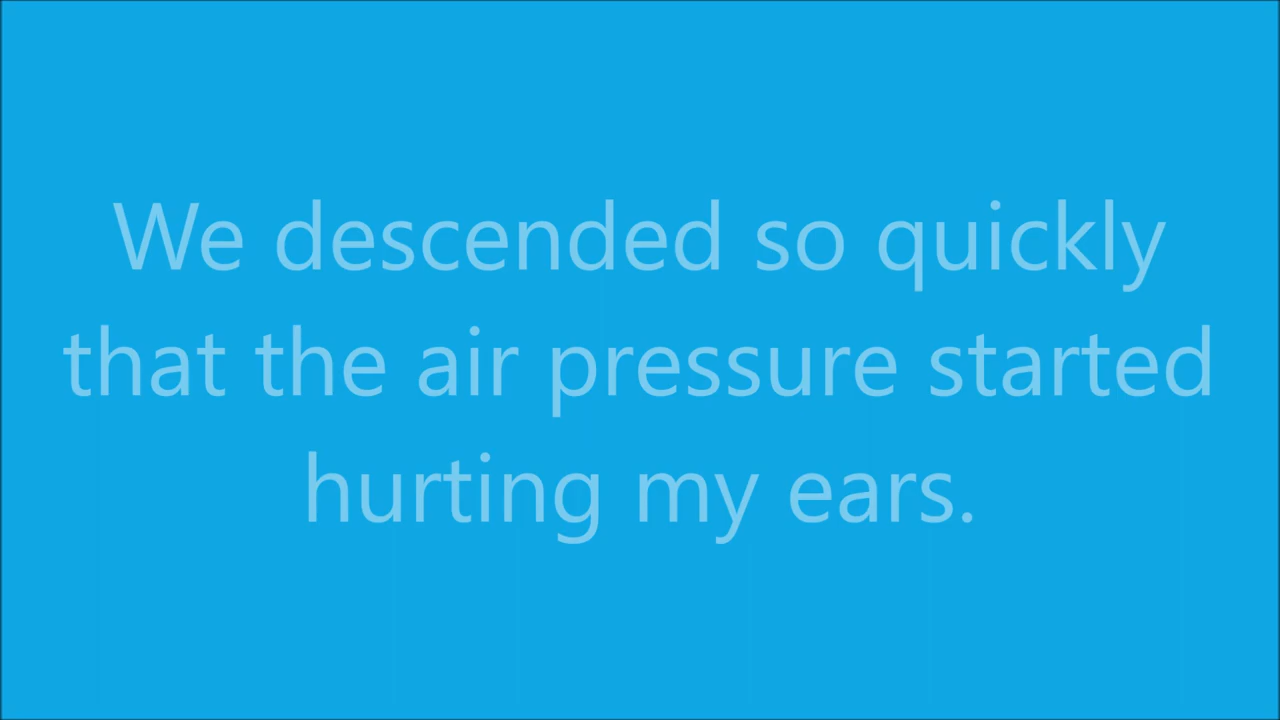 We descended so quickly
that the air pressure started
hurting my ears.